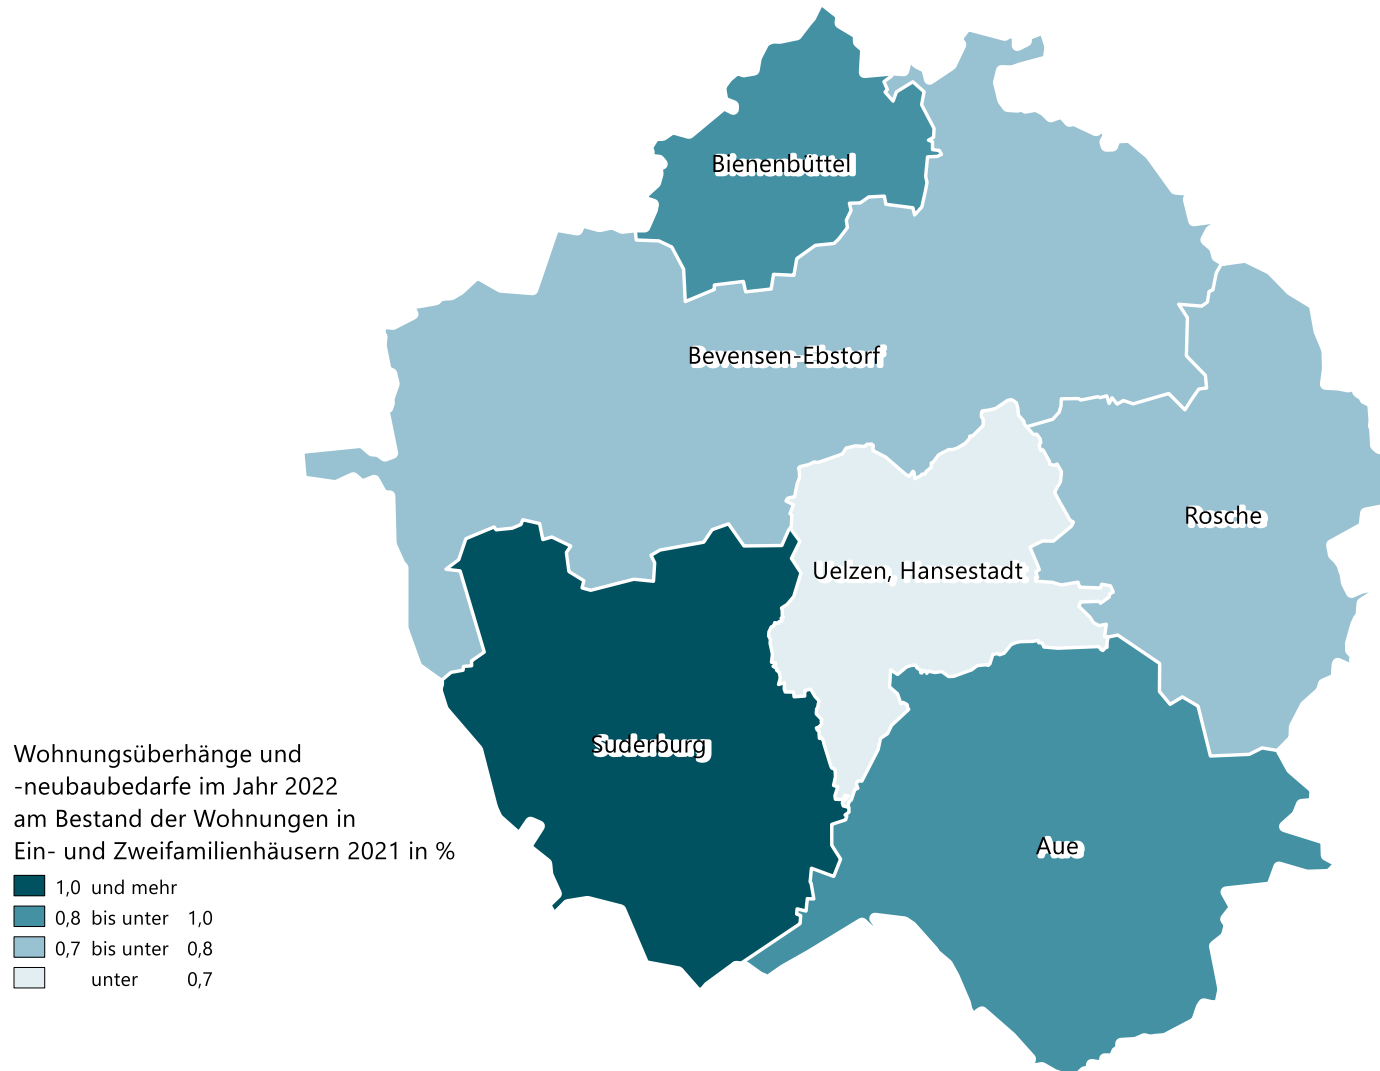 Bienenbüttel
Bevensen-Ebstorf
Rosche
Uelzen, Hansestadt
Suderburg
Aue
Wohnungsüberhänge und
-neubaubedarfe im Jahr 2022
am Bestand der Wohnungen in
Ein- und Zweifamilienhäusern 2021 in %
1,0 und mehr
0,8 bis unter 1,0
0,7 bis unter 0,8
unter 0,7